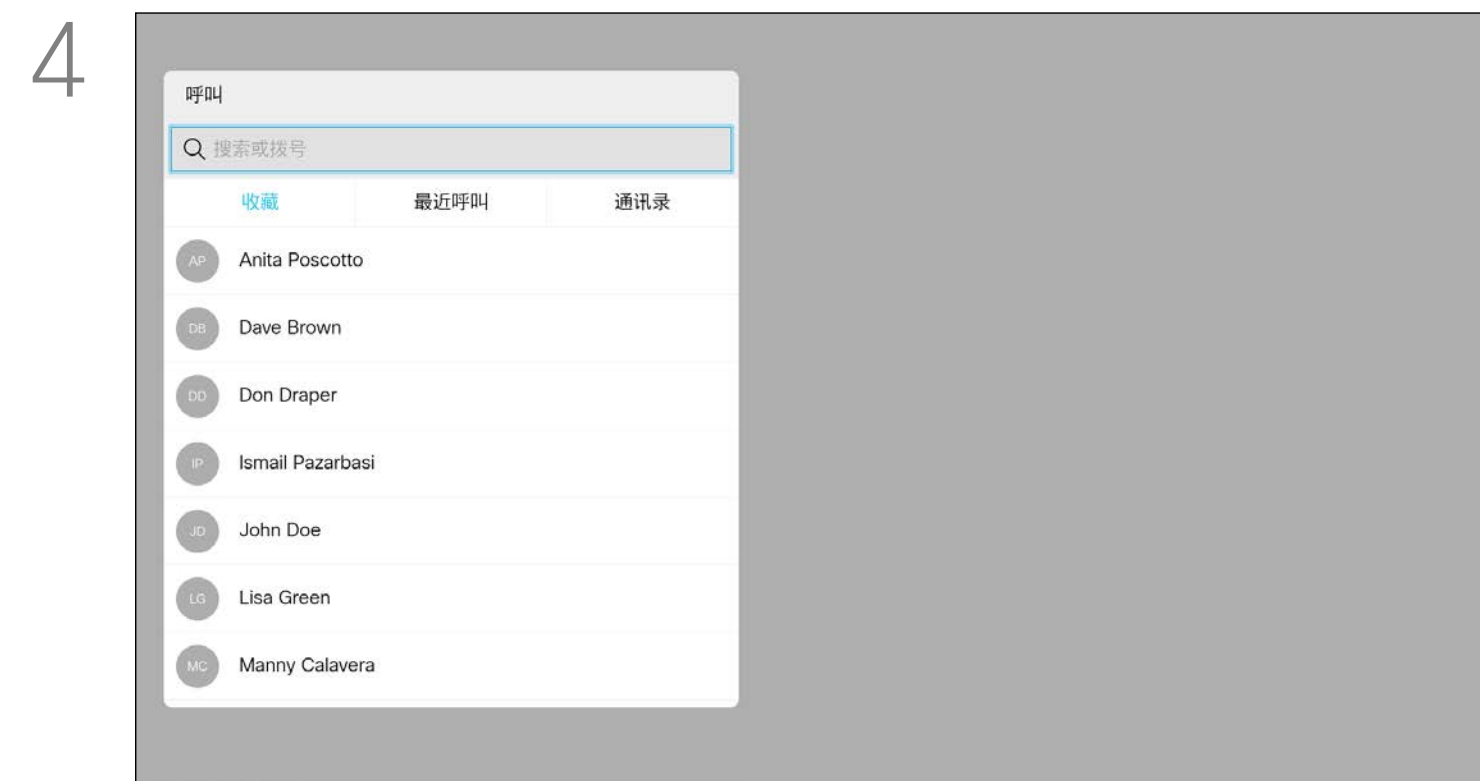 4
呼叫
搜索或拨号
收藏 最近呼叫 通讯录
AP Anita Poscotto
DB Dave Brown
DD Don Draper
IP Ismail Pazarbasi
JD John Doe
LG Lisa Green
MC Manny Calavera